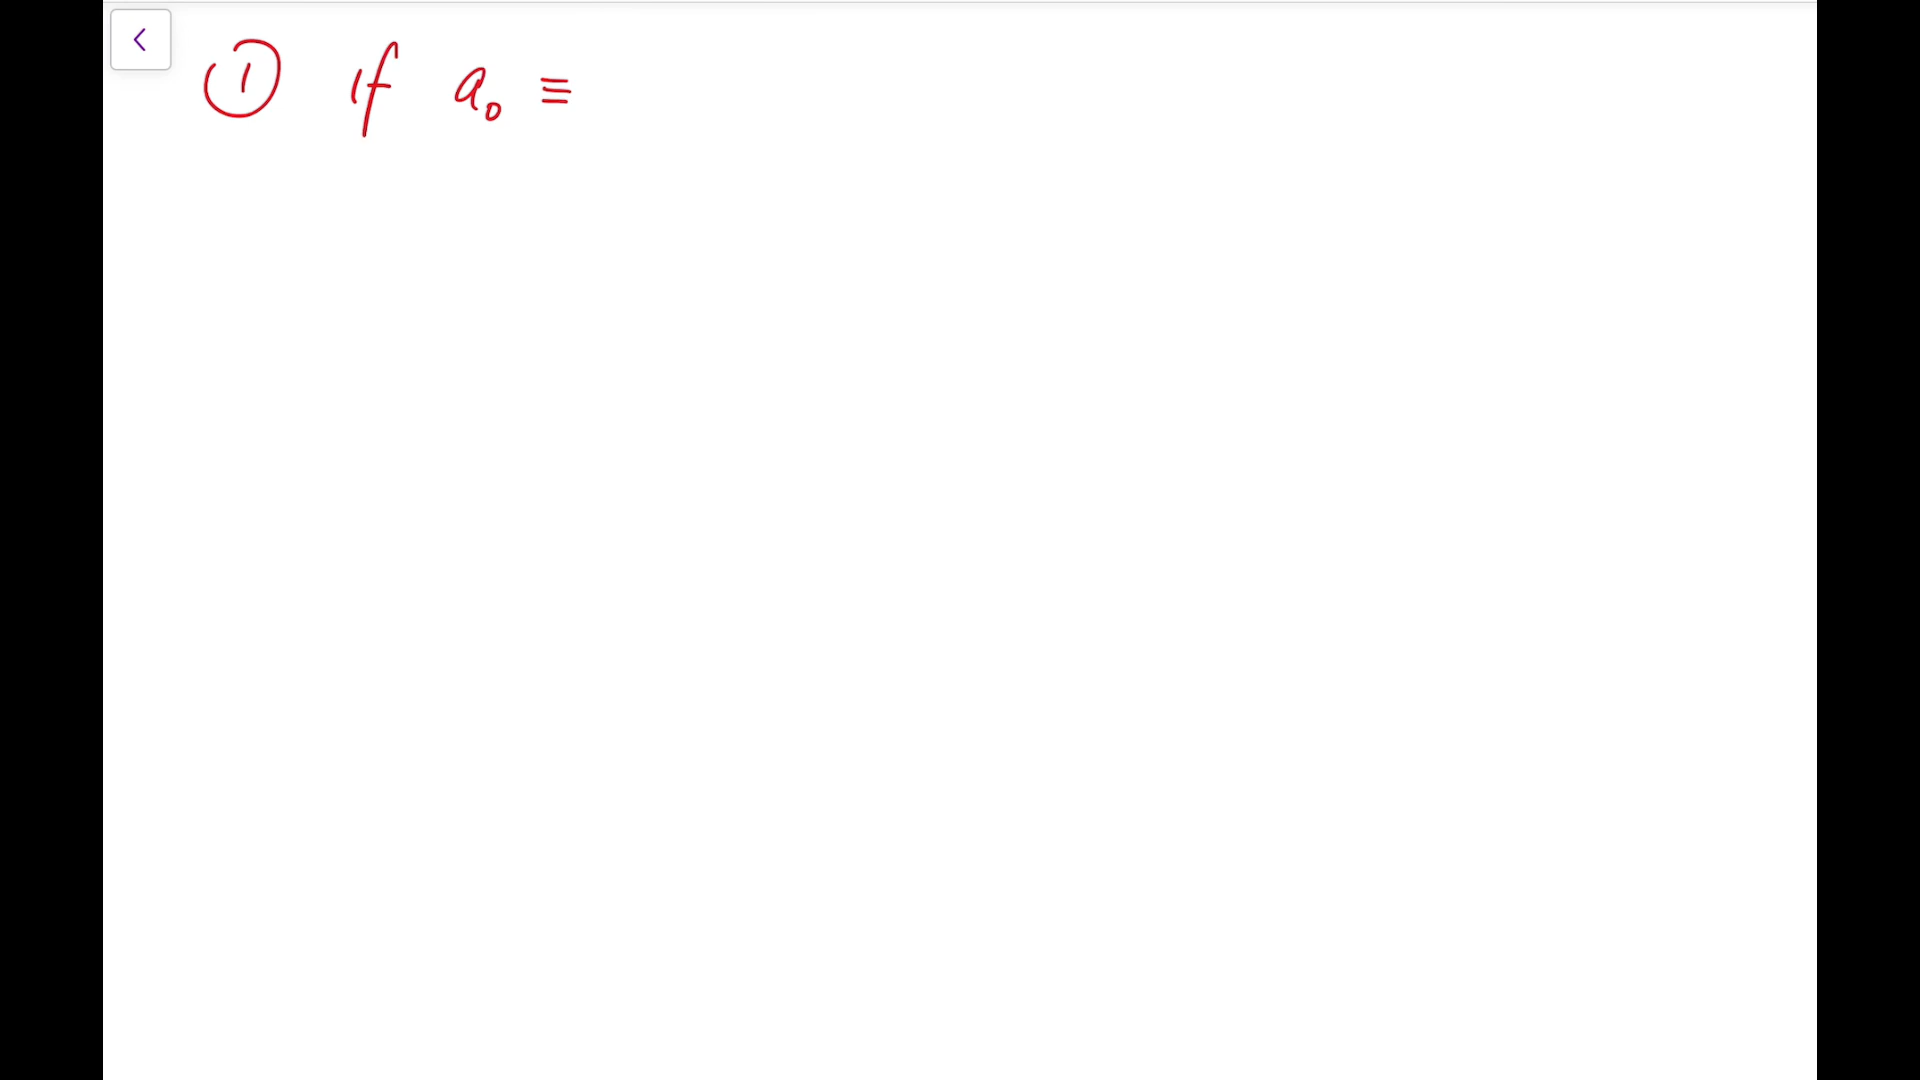 ① if a₀ ≡